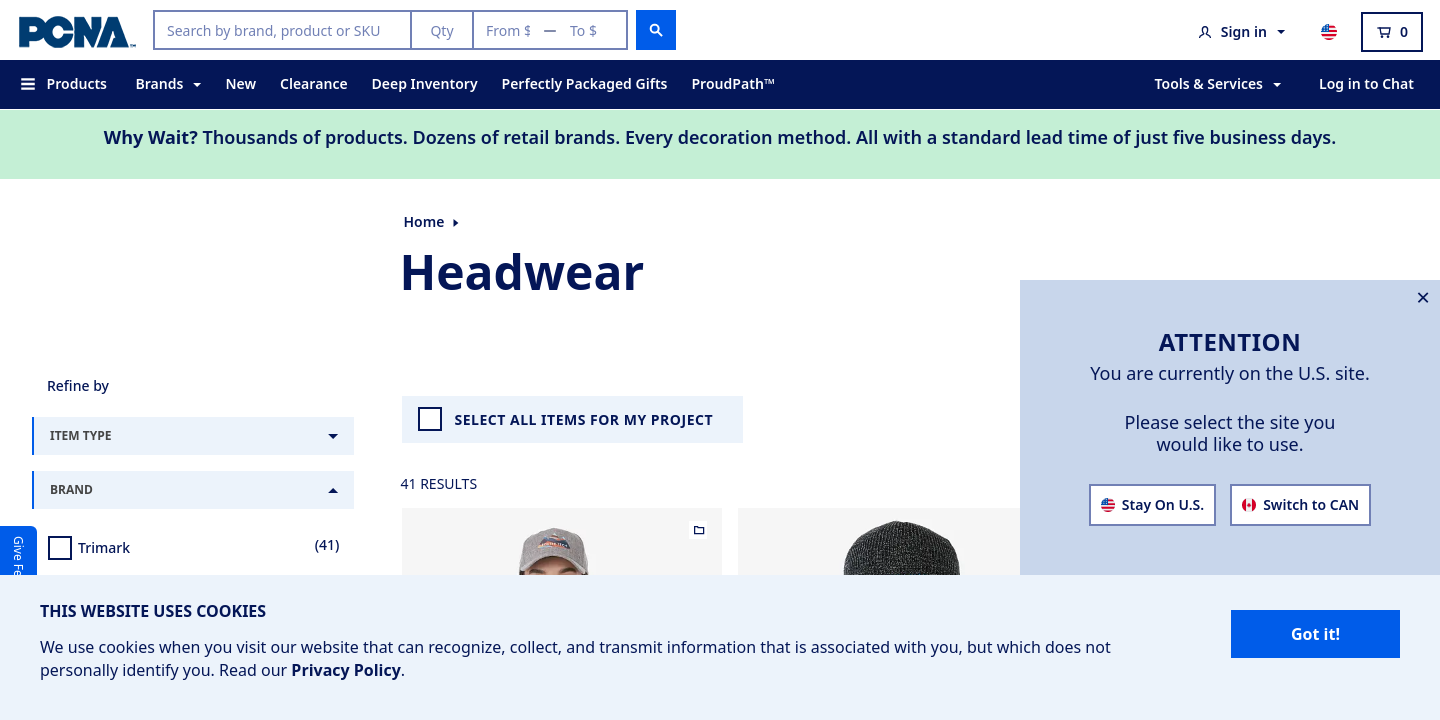 PCNA™
Search by brand, product or SKU Qty From $ — To $
Sign in 0
Products Brands New Clearance Deep Inventory Perfectly Packaged Gifts ProudPath™ Tools & Services Log in to Chat
Why Wait? Thousands of products. Dozens of retail brands. Every decoration method. All with a standard lead time of just five business days.
Home
Headwear
ATTENTION
You are currently on the U.S. site.
Please select the site you
would like to use.
Stay On U.S. Switch to CAN
Refine by
ITEM TYPE
BRAND
Trimark (41)
SELECT ALL ITEMS FOR MY PROJECT
41 RESULTS
Give Fe
THIS WEBSITE USES COOKIES
We use cookies when you visit our website that can recognize, collect, and transmit information that is associated with you, but which does not
personally identify you. Read our Privacy Policy.
Got it!